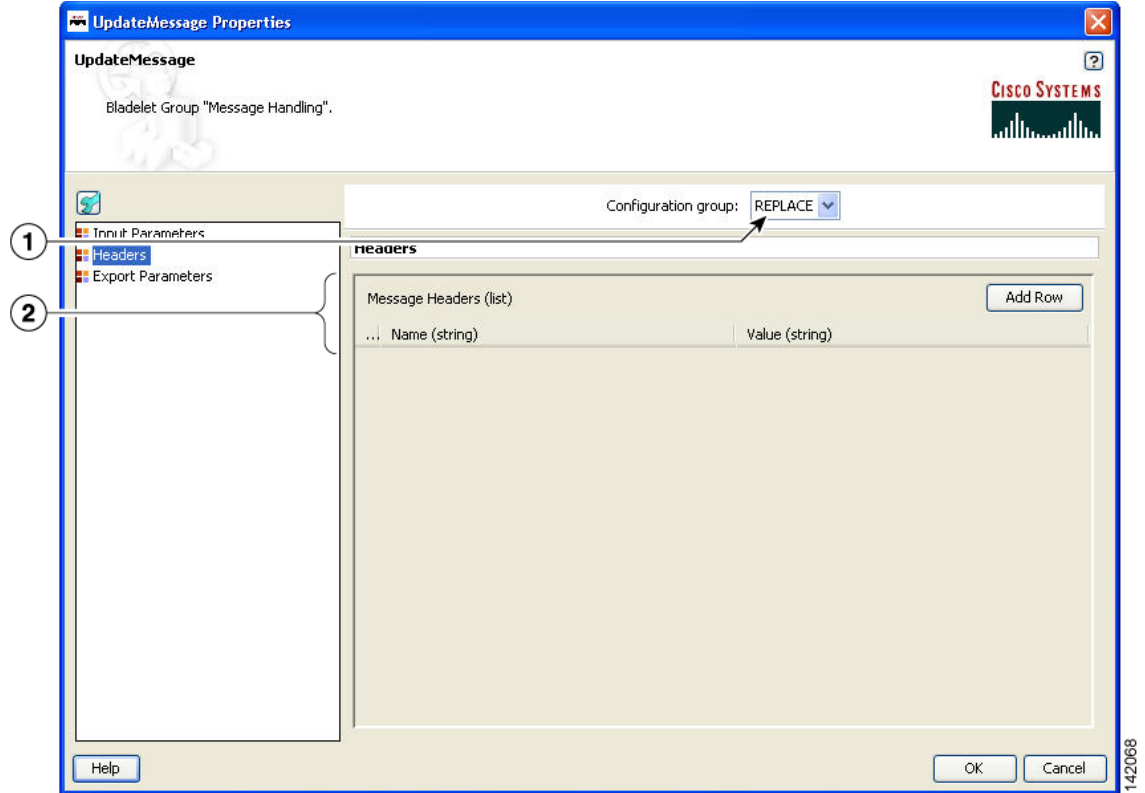 UpdateMessage Properties
UpdateMessage
?
Bladelet Group "Message Handling".
CISCO SYSTEMS
Configuration group: REPLACE
1
Input Parameters
Headers
Headers
Export Parameters
2
Message Headers (list)
Add Row
... Name (string) Value (string)
Help
OK
Cancel
142068